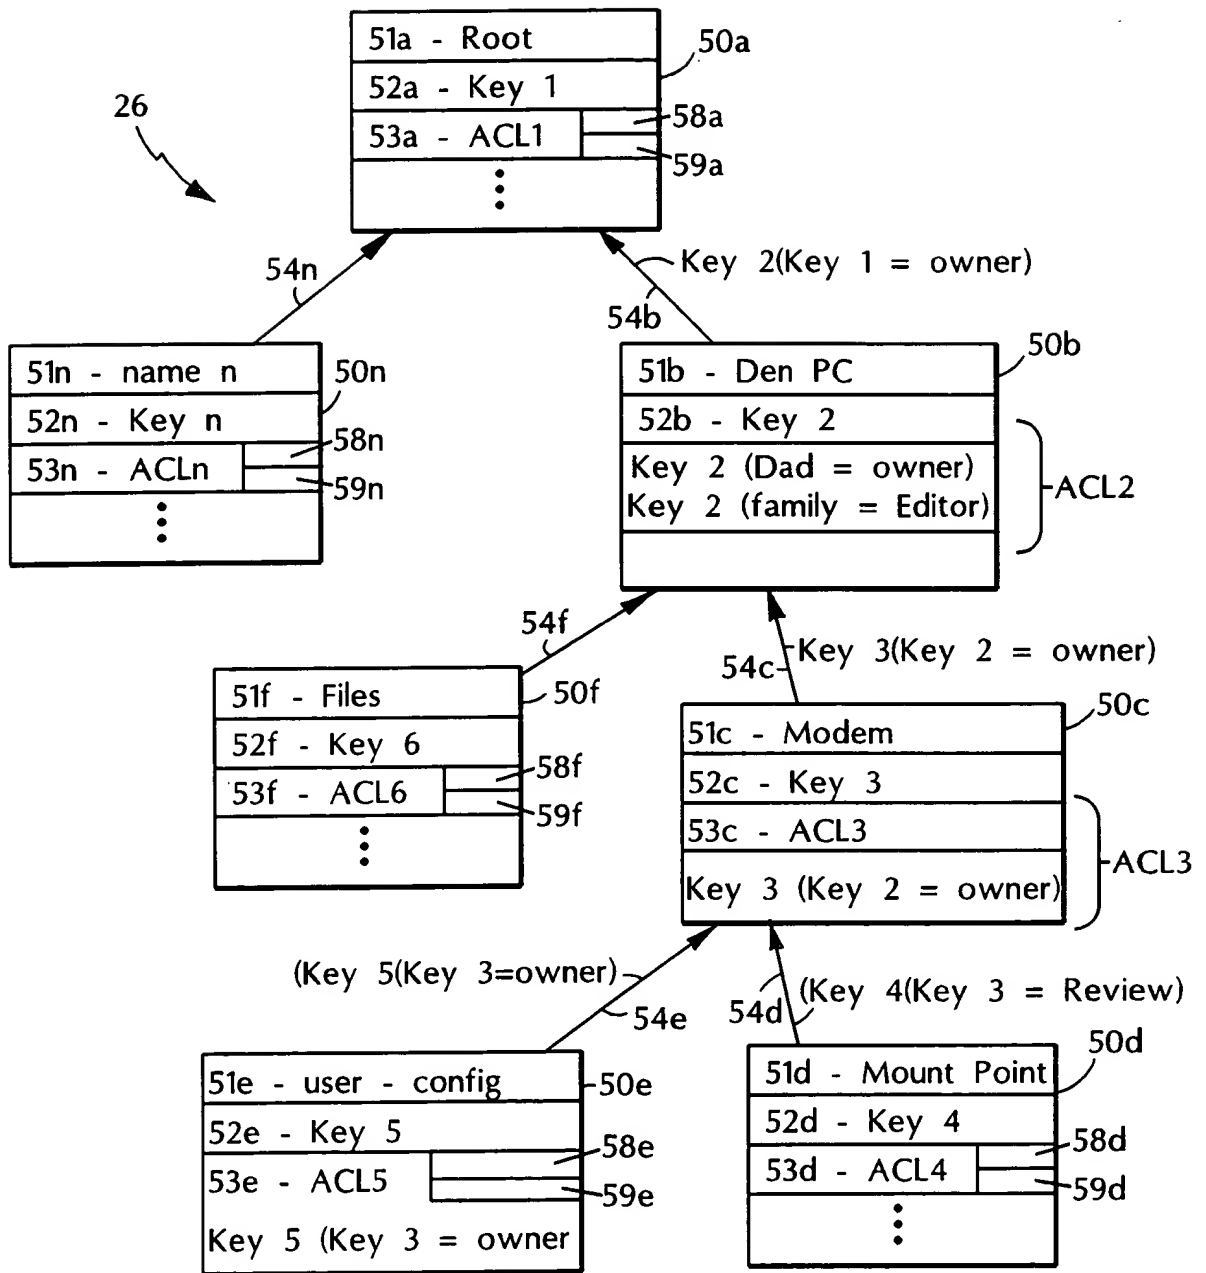 51a - Root
50a
52a - Key 1
58a
53a - ACL1
59a
26
54n
Key 2(Key 1 = owner)
54b
51n - name n
50n
52n - Key n
58n
53n - ACLn
59n
51b - Den PC
50b
52b - Key 2
Key 2 (Dad = owner)
Key 2 (family = Editor)
ACL2
54f
Key 3(Key 2 = owner)
54c
51f - Files
50f
52f - Key 6
58f
53f - ACL6
59f
51c - Modem
50c
52c - Key 3
53c - ACL3
ACL3
Key 3 (Key 2 = owner)
(Key 5(Key 3=owner)
54e
54d
(Key 4(Key 3 = Review)
51e - user - config
50e
52e - Key 5
58e
53e - ACL5
59e
Key 5 (Key 3 = owner
51d - Mount Point
50d
52d - Key 4
58d
53d - ACL4
59d